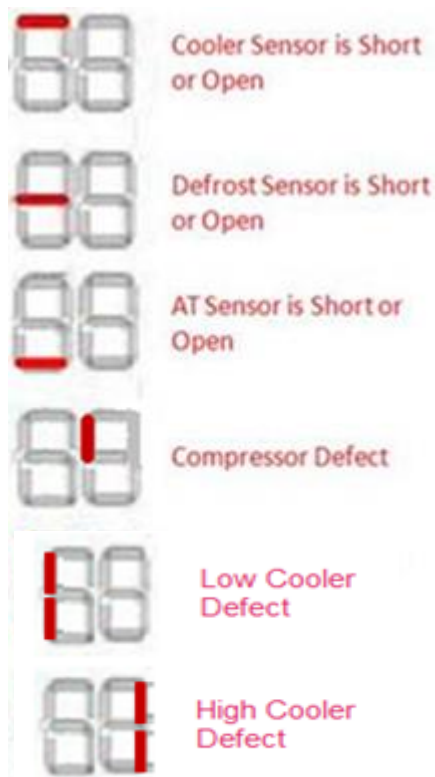 Cooler Sensor is Short
or Open
Defrost Sensor is Short
or Open
AT Sensor is Short or
Open
Compressor Defect
Low Cooler
Defect
High Cooler
Defect